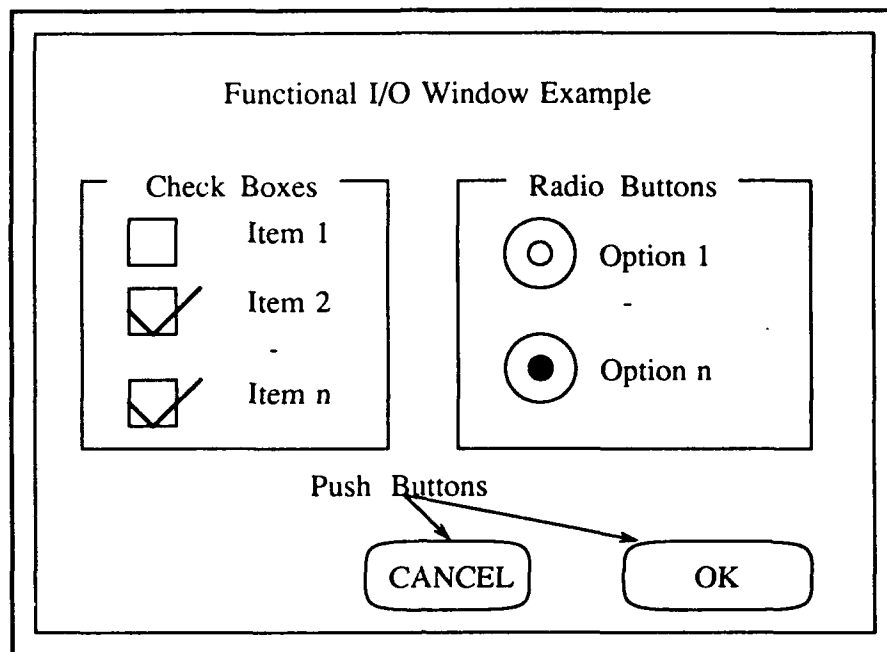 Functional I/O Window Example
Check Boxes
Item 1
Item 2
-
Item n
Radio Buttons
Option 1
-
Option n
Push Buttons
CANCEL
OK